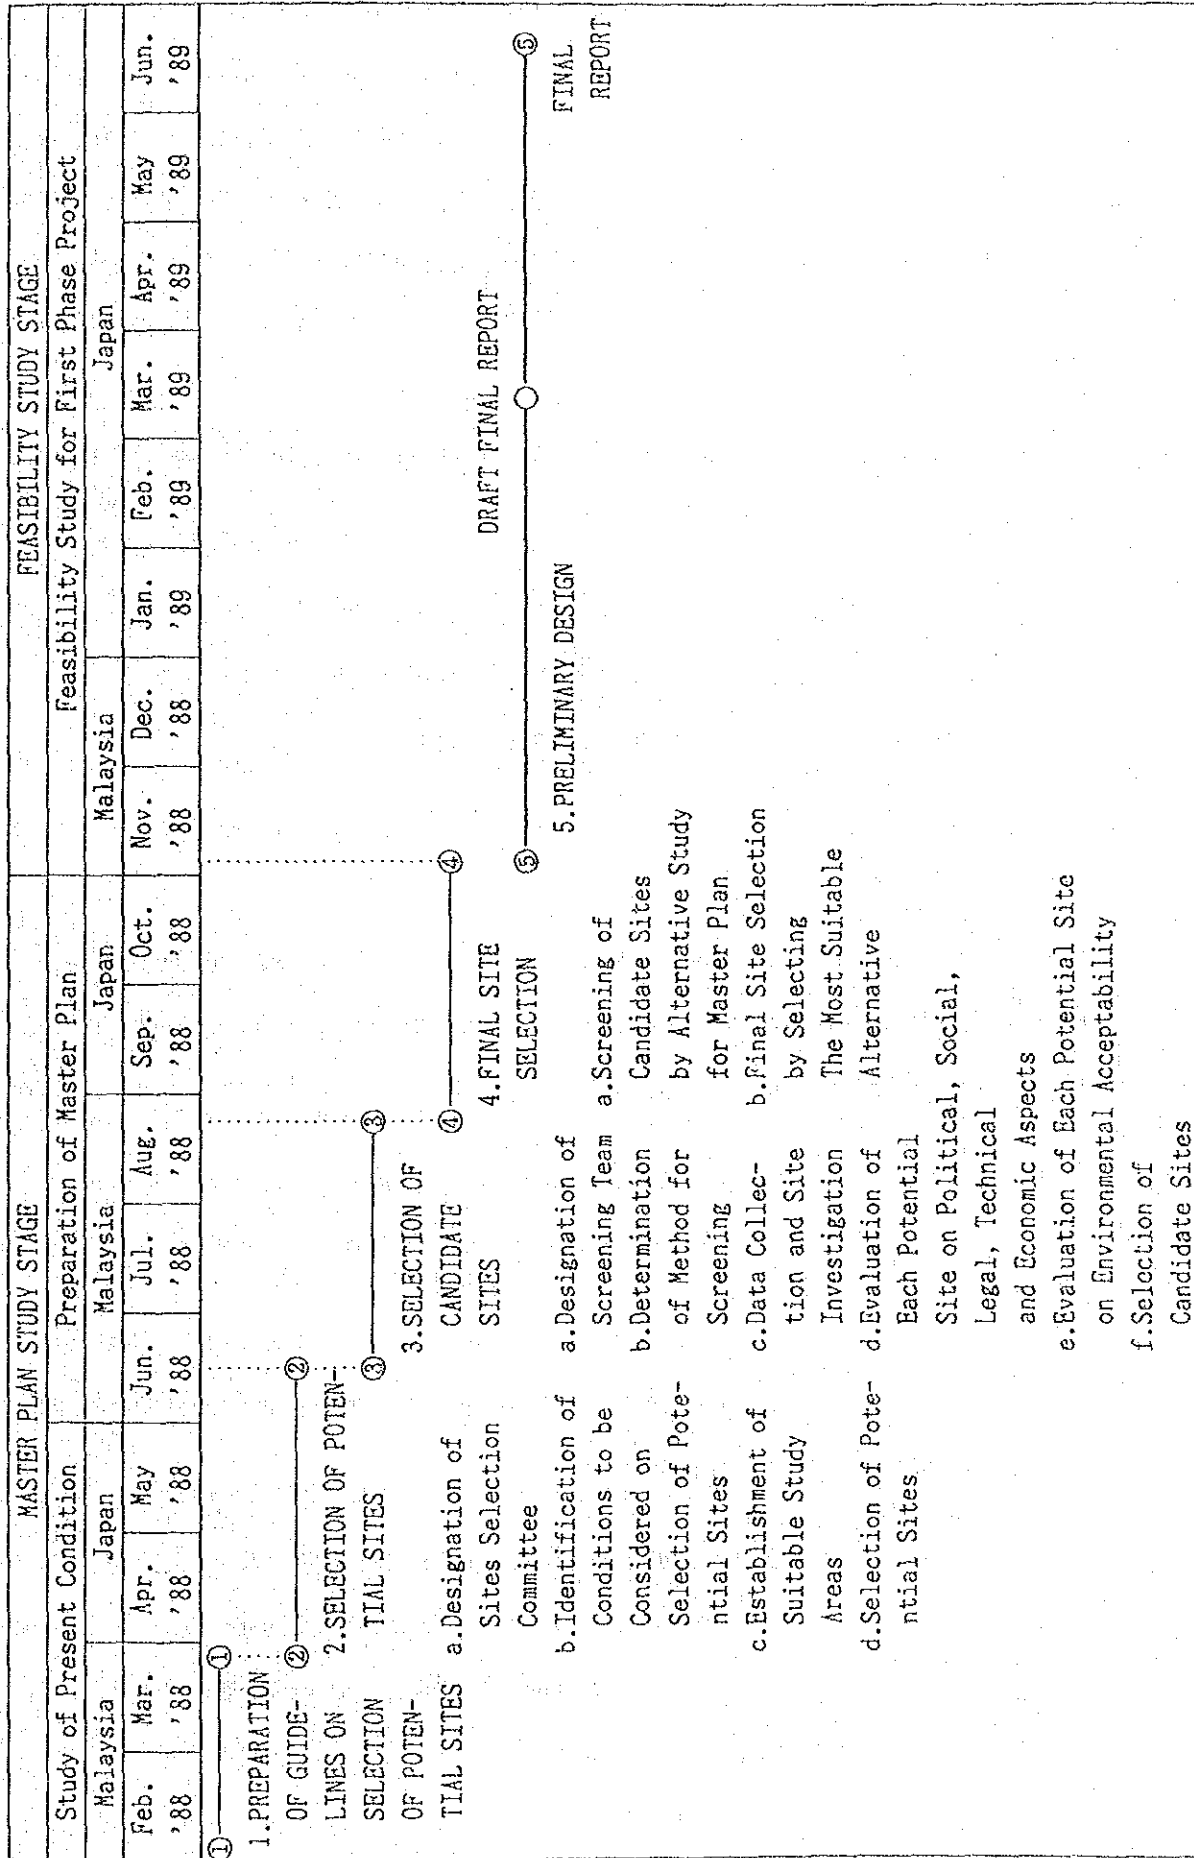 MASTER PLAN STUDY STAGE FEASIBILITY STUDY STAGE
Study of Present Condition Preparation of Master Plan Feasibility Study for First Phase Project
Malaysia Japan Malaysia Japan Malaysia Japan
Feb. Mar. Apr. May Jun. Jul. Aug. Sep. Oct. Nov. Dec. Jan. Feb. Mar. Apr. May Jun.
'88 '88 '88 '88 '88 '88 '88 '88 '88 '88 '88 '89 '89 '89 '89 '89 '89
① ①
1.PREPARATION
OF GUIDE-
LINES ON
SELECTION
OF POTEN-
TIAL SITES
② ②
2.SELECTION OF POTEN-
TIAL SITES
a.Designation of
Sites Selection
Committee
b.Identification of
Conditions to be
Considered on
Selection of Pote-
ntial Sites
c.Establishment of
Suitable Study
Areas
d.Selection of Pote-
ntial Sites
③ ③
3.SELECTION OF
CANDIDATE
SITES
a.Designation of
Screening Team
b.Determination
of Method for
Screening
c.Data Collec-
tion and Site
Investigation
d.Evaluation of
Each Potential
Site on Political, Social,
Legal, Technical
and Economic Aspects
e.Evaluation of Each Potential Site
on Environmental Acceptability
f.Selection of
Candidate Sites
④ ④
4.FINAL SITE
SELECTION
a.Screening of
Candidate Sites
by Alternative Study
for Master Plan
b.Final Site Selection
by Selecting
The Most Suitable
Alternative
DRAFT FINAL REPORT
⑤ ⑤
5.PRELIMINARY DESIGN
FINAL
REPORT